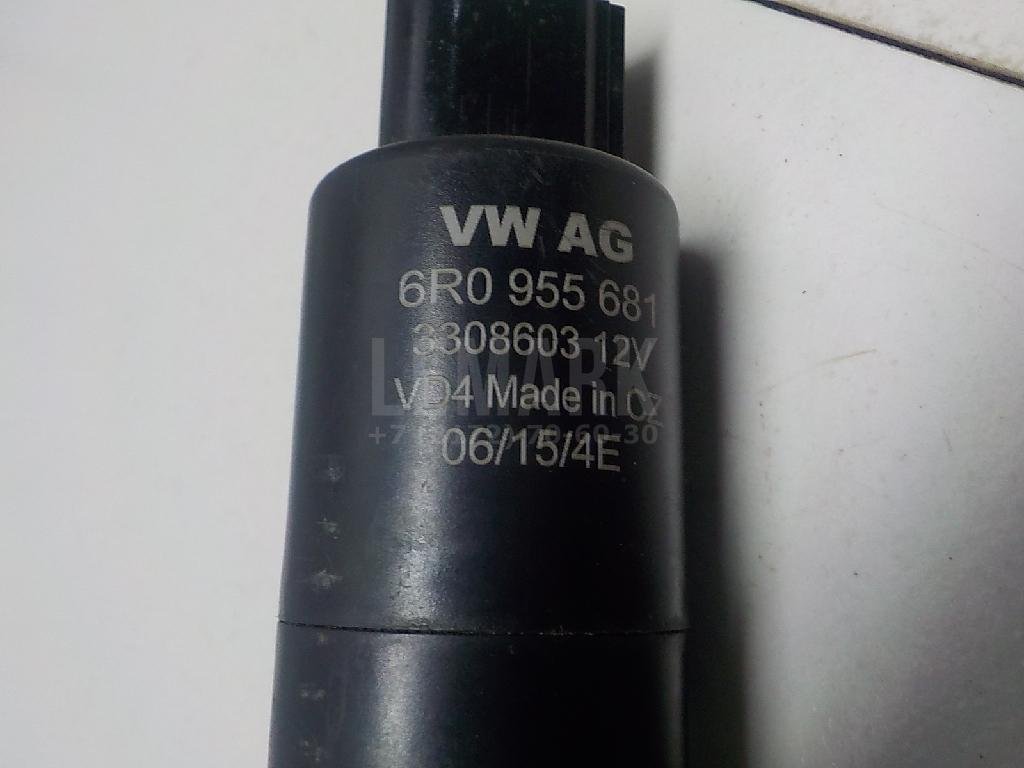 VW AG
6R0 955 681
3308603 12V
VD4 Made in CZ
06/15/4E